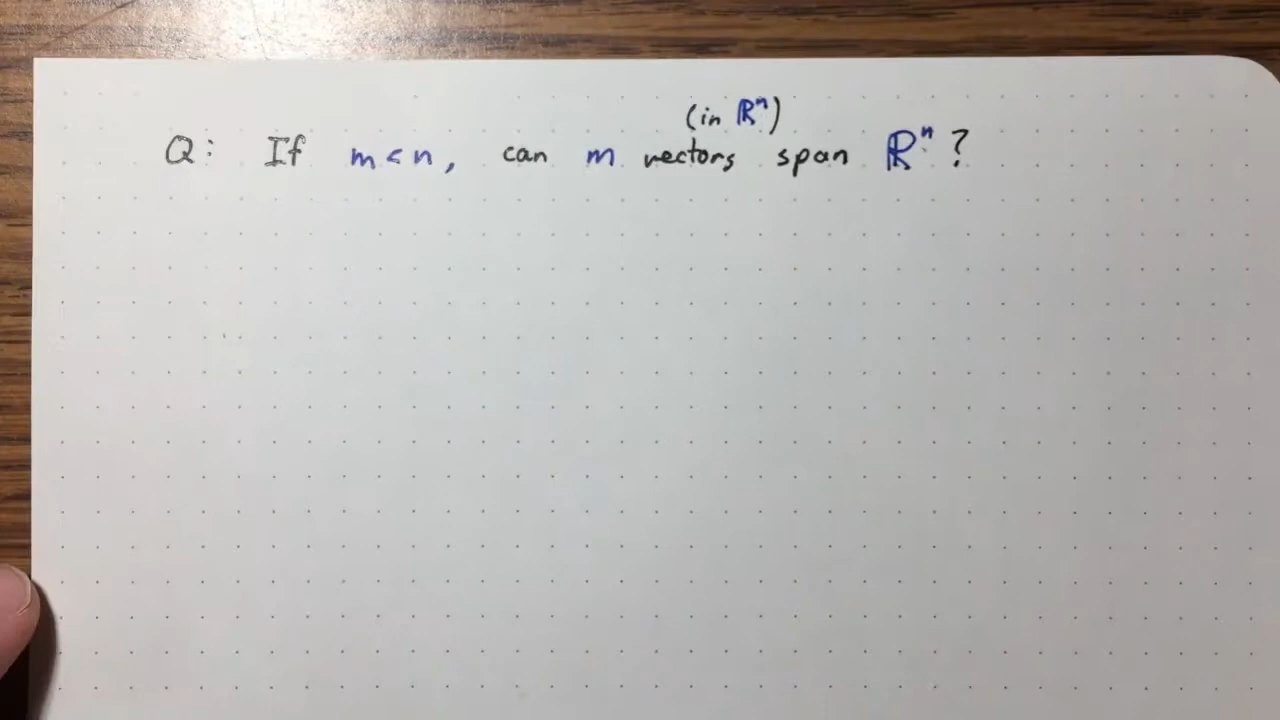 (in ℝⁿ)
Q: If m<n, can m vectors span ℝⁿ?